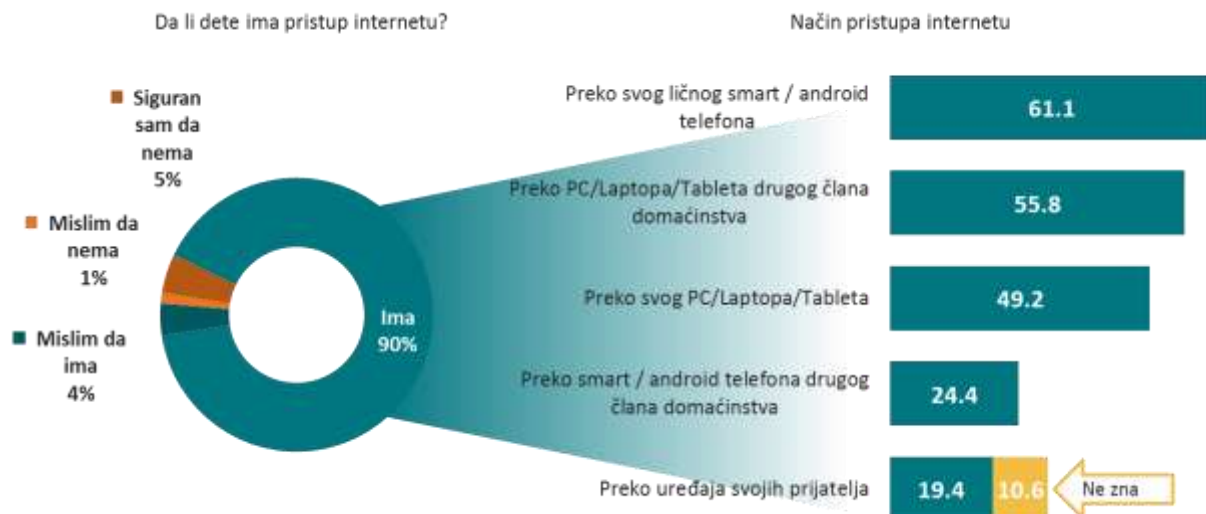 Da li dete ima pristup internetu?
Način pristupa internetu
Siguran
sam da
nema
5%
Mislim da
nema
1%
Mislim da
ima
4%
Ima
90%
Preko svog ličnog smart / android
telefona
61.1
Preko PC/Laptopa/Tableta drugog člana
domaćinstva
55.8
Preko svog PC/Laptopa/Tableta
49.2
Preko smart / android telefona drugog
člana domaćinstva
24.4
Preko uređaja svojih prijatelja
19.4
10.6
Ne zna